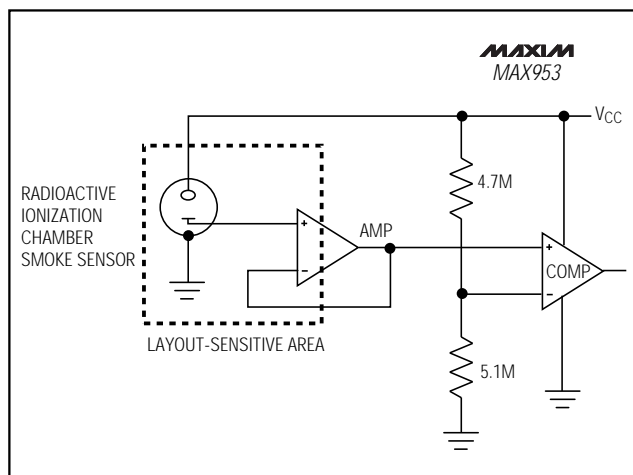 MAXIM
MAX953
VCC
4.7M
RADIOACTIVE
IONIZATION
CHAMBER
SMOKE SENSOR
+
-
AMP
+
-
COMP
LAYOUT-SENSITIVE AREA
5.1M